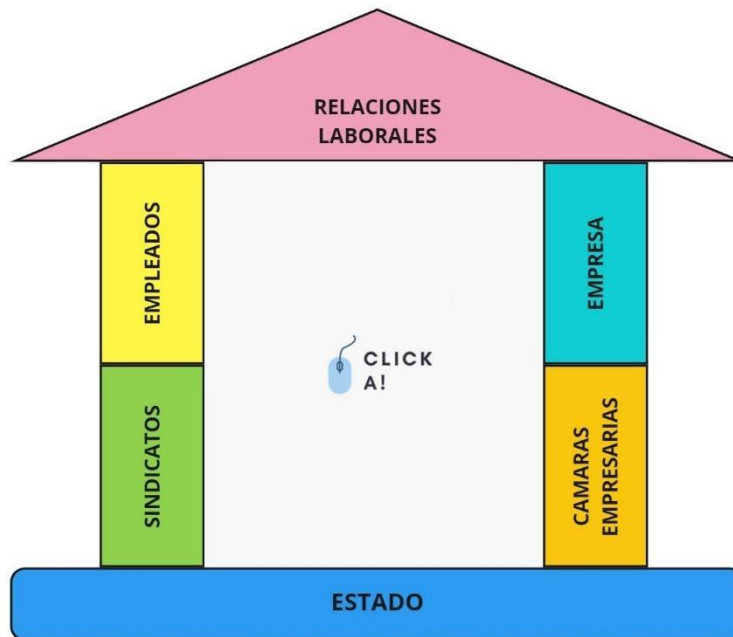 RELACIONES
LABORALES
EMPLEADOS
EMPRESA
CLICK
A!
SINDICATOS
CAMARAS
EMPRESARIAS
ESTADO